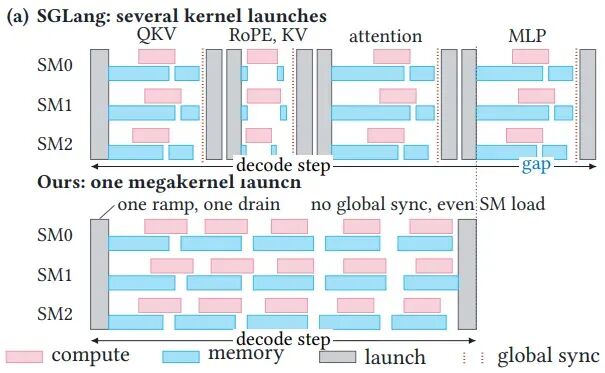 (a) SGLang: several kernel launches
QKV RoPE, KV attention MLP
SM0
SM1
SM2
decode step gap
Ours: one megakernel launch
one ramp, one drain no global sync, even SM load
SM0
SM1
SM2
decode step
compute memory launch global sync